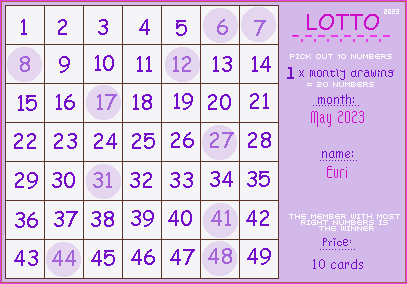 1 2 3 4 5 6 7
8 9 10 11 12 13 14
15 16 17 18 19 20 21
22 23 24 25 26 27 28
29 30 31 32 33 34 35
36 37 38 39 40 41 42
43 44 45 46 47 48 49
2023
LOTTO
PICK OUT 10 NUMBERS
1 x montly drawing
= 20 NUMBERS
month:
May 2023
name:
Evri
THE MEMBER WITH MOST
RIGHT NUMBERS IS
THE WINNER
Price:
10 cards